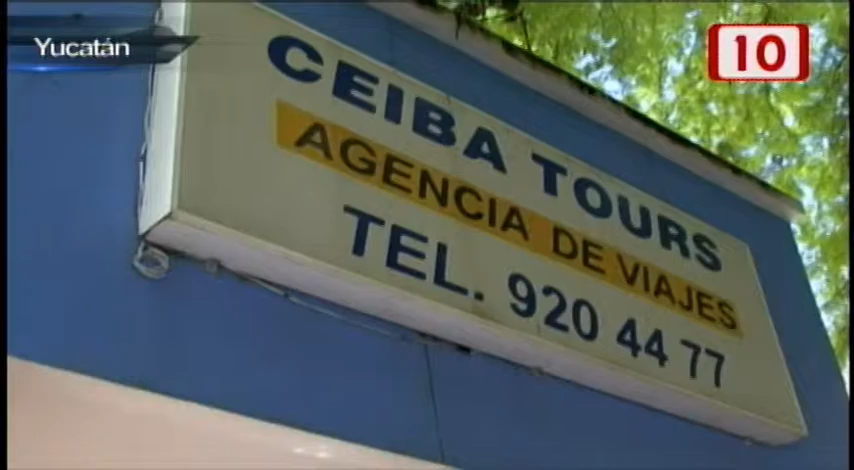 Yucatán
10
CEIBA TOURS
AGENCIA DE VIAJES
TEL. 920 44 77